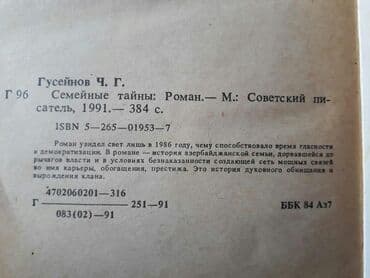 Гусейнов Ч. Г.
Г 96 Семейные тайны: Роман.— М.: Советский пи-
сатель, 1991.— 384 с.
ISBN 5—265—01953—7
Роман увидел свет лишь в 1986 году, чему способствовало время гласности
и демократизации. В романе — история азербайджанской семьи, дорвавшейся до
рычагов власти и в условиях безнаказанности создающей сеть мощных связей
во имя карьеры, обогащения, престижа. Это история духовного обнищания и
вырождения клана.
4702060201—316
Г 251—91
083(02)—91
ББК 84 Аз7